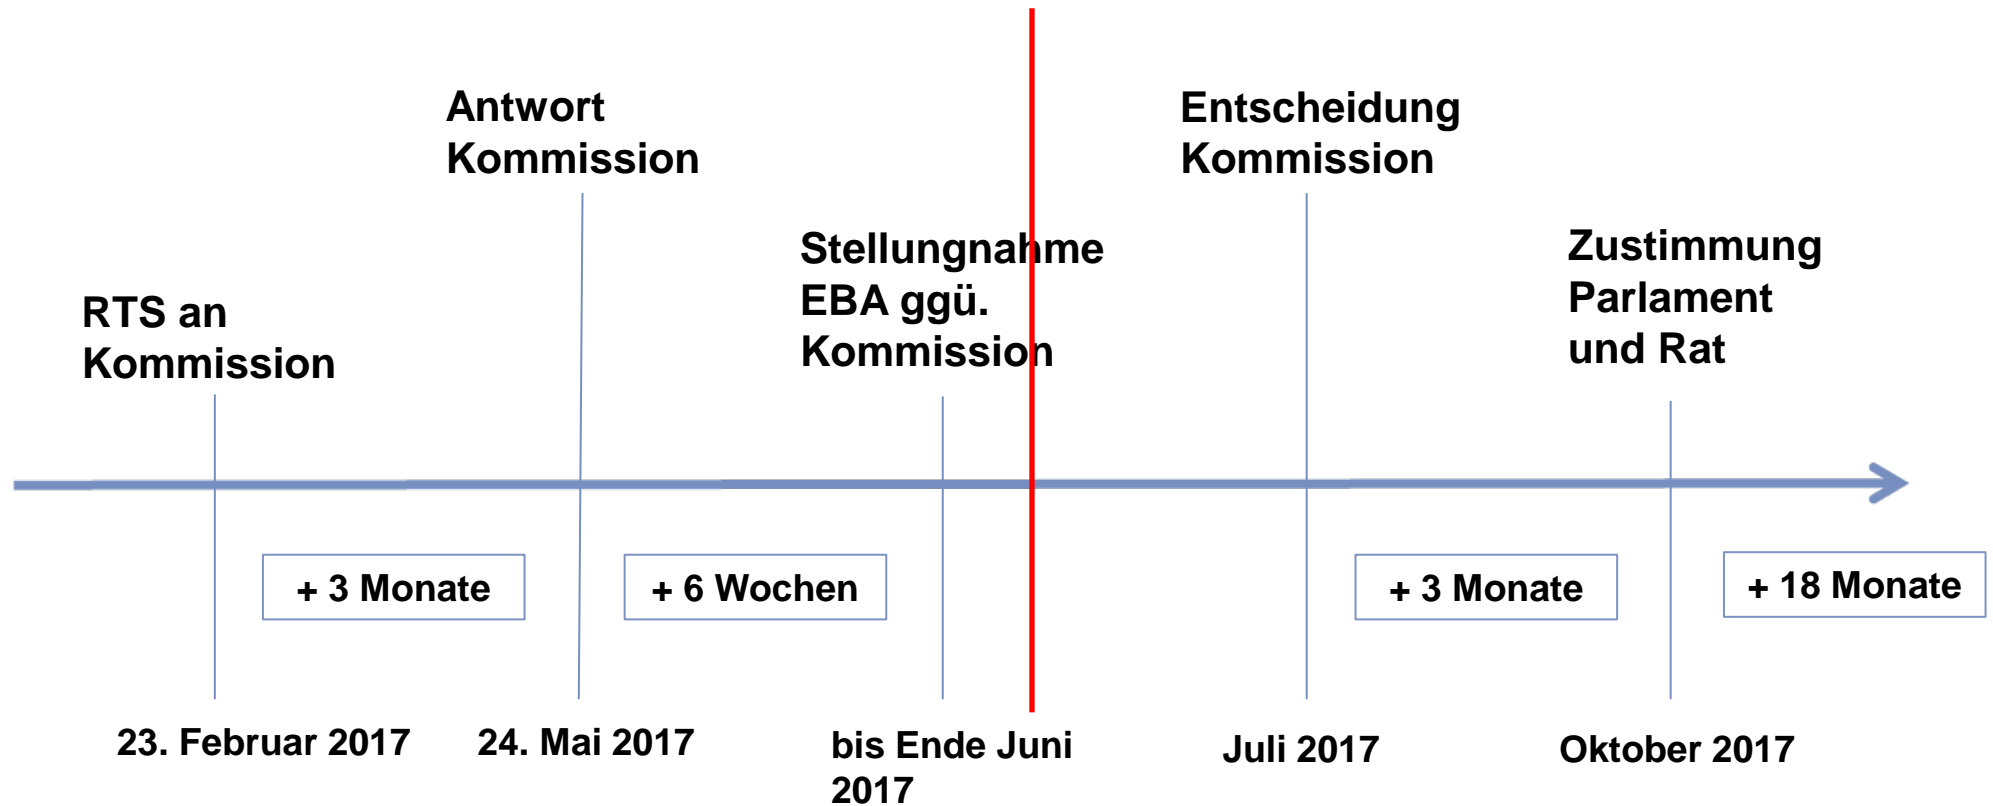 RTS an
Kommission
Antwort
Kommission
Stellungnahme
EBA ggü.
Kommission
Entscheidung
Kommission
Zustimmung
Parlament
und Rat
+ 3 Monate
+ 6 Wochen
+ 3 Monate
+ 18 Monate
23. Februar 2017
24. Mai 2017
bis Ende Juni
2017
Juli 2017
Oktober 2017